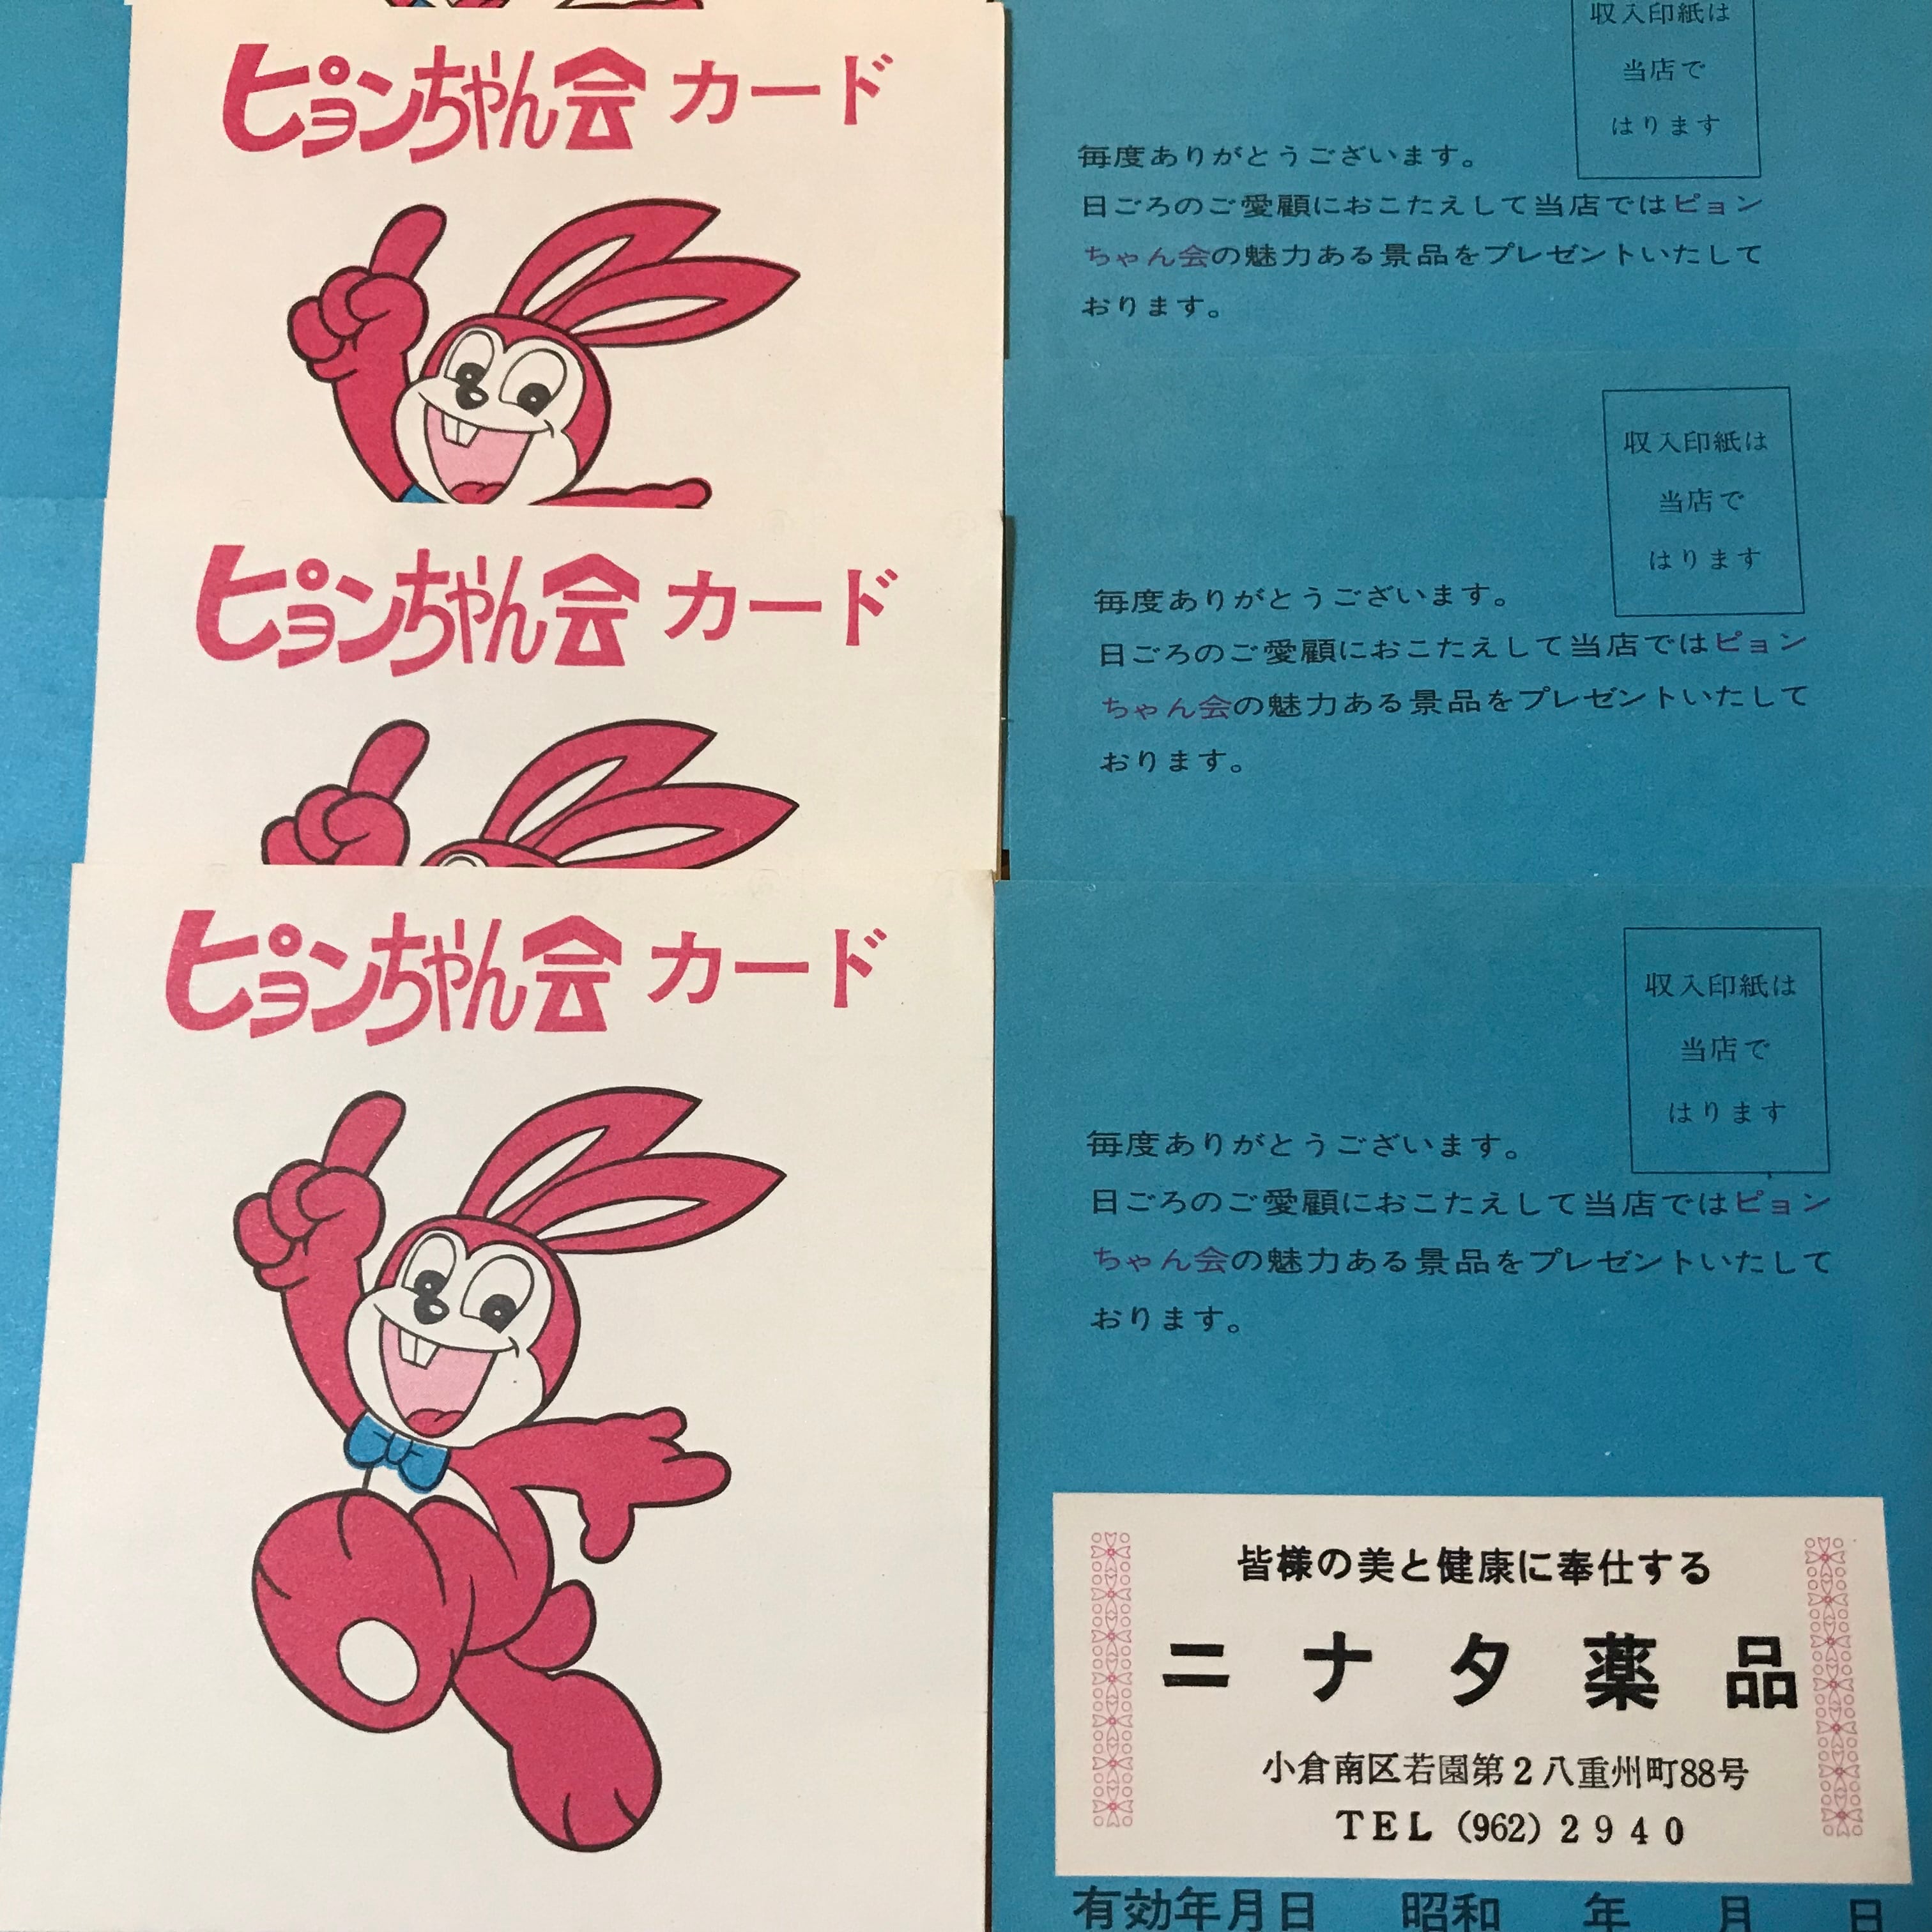 ピョンちゃん会 カード
ピョンちゃん会 カード
ピョンちゃん会 カード
収入印紙は
当店で
はります
毎度ありがとうございます。
日ごろのご愛顧におこたえして当店ではピョン
ちゃん会の魅力ある景品をプレゼントいたして
おります。
収入印紙は
当店で
はります
毎度ありがとうございます。
日ごろのご愛顧におこたえして当店ではピョン
ちゃん会の魅力ある景品をプレゼントいたして
おります。
収入印紙は
当店で
はります
毎度ありがとうございます。
日ごろのご愛顧におこたえして当店ではピョン
ちゃん会の魅力ある景品をプレゼントいたして
おります。
皆様の美と健康に奉仕する
ニナタ薬品
小倉南区若園第2八重州町88号
TEL (962) 2940
有効年月日 昭和 年 月 日